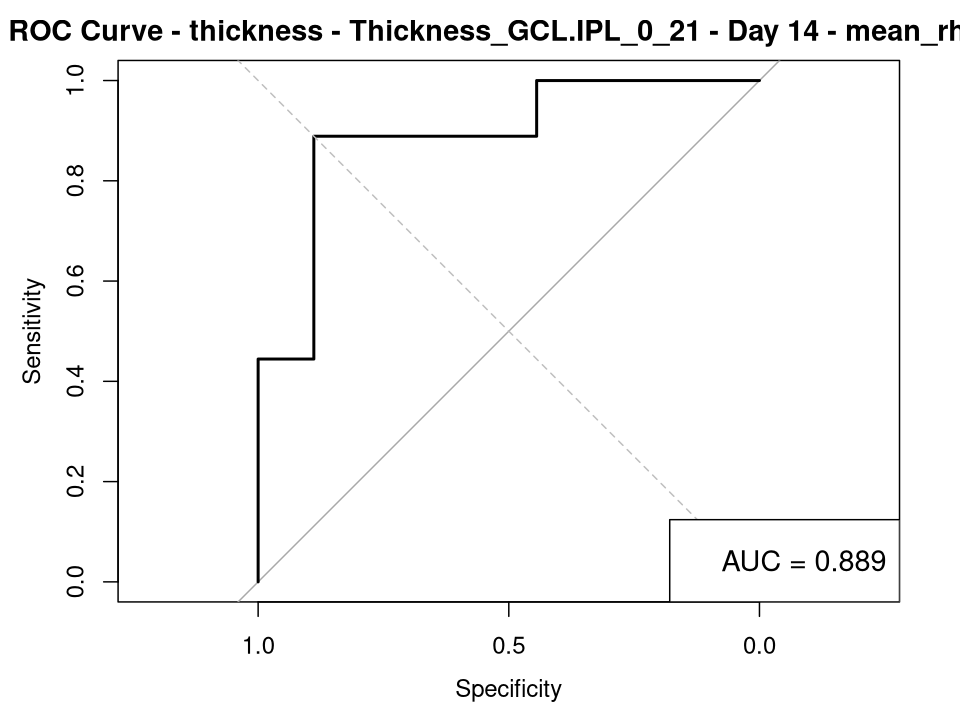 ROC Curve - thickness - Thickness_GCL.IPL_0_21 - Day 14 - mean_rh
1.0
0.8
0.6
0.4
0.2
0.0
Sensitivity
AUC = 0.889
1.0 0.5 0.0
Specificity